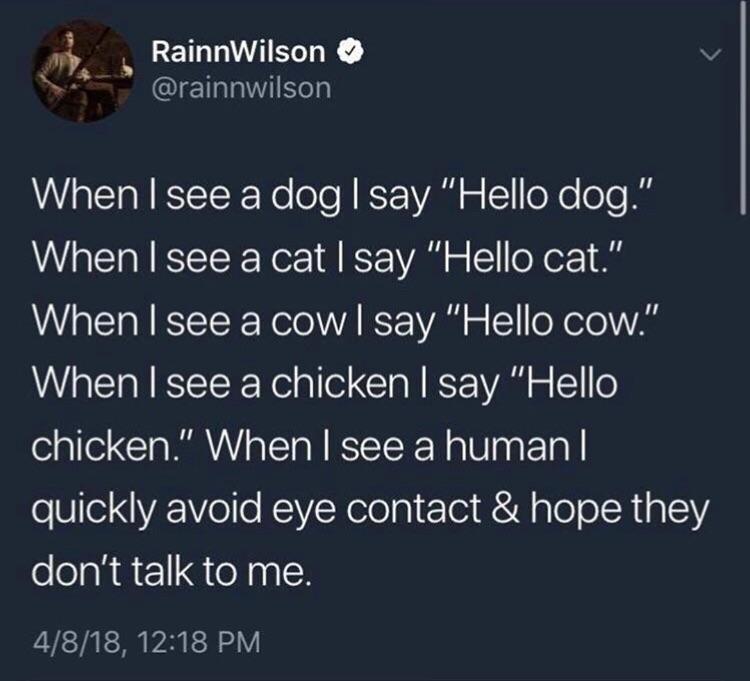 RainnWilson
@rainnwilson
When I see a dog I say “Hello dog.”
When I see a cat I say “Hello cat.”
When I see a cow I say “Hello cow.”
When I see a chicken I say “Hello
chicken.” When I see a human I
quickly avoid eye contact & hope they
don’t talk to me.
4/8/18, 12:18 PM